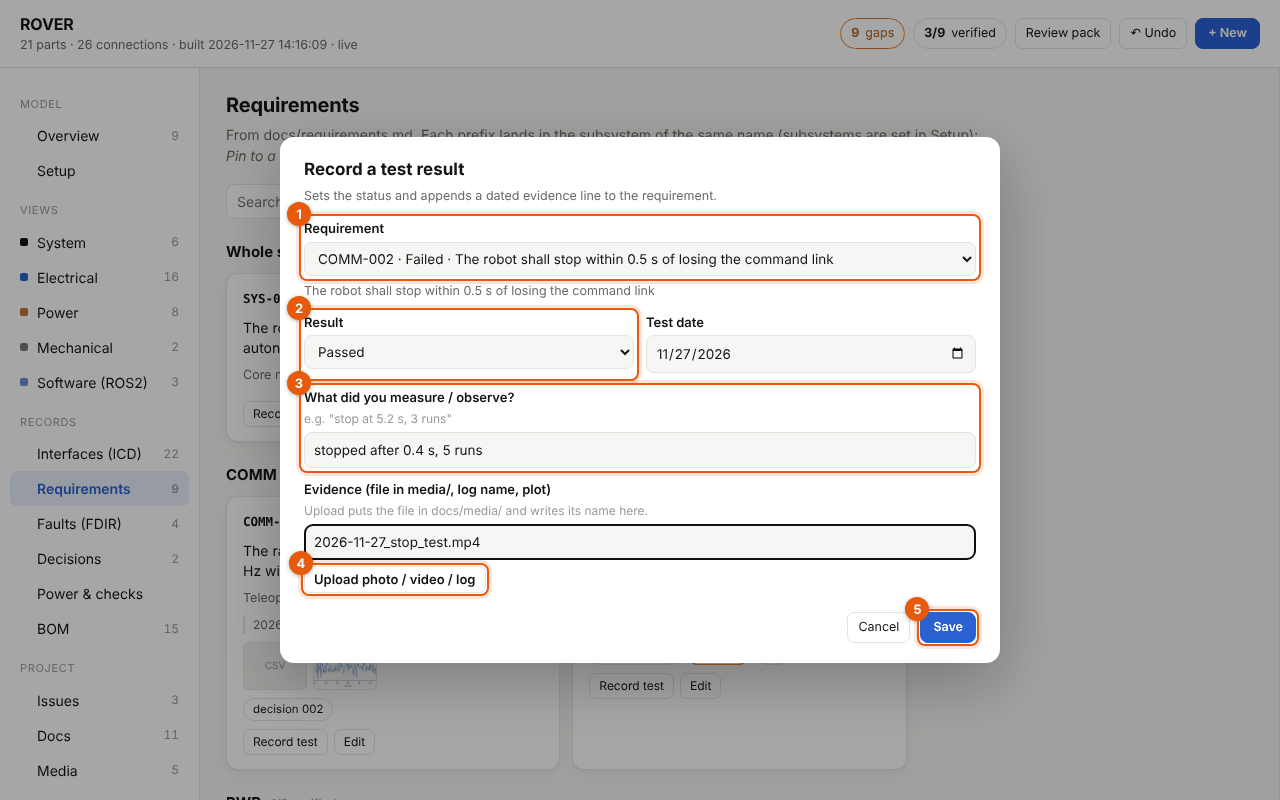 ROVER
21 parts · 26 connections · built 2026-11-27 14:16:09 · live
9 gaps
3/9 verified
Review pack
↶ Undo
+ New
MODEL
Overview 9
Setup
VIEWS
System 6
Electrical 16
Power 8
Mechanical 2
Software (ROS2) 3
RECORDS
Interfaces (ICD) 22
Requirements 9
Faults (FDIR) 4
Decisions 2
Power & checks
BOM 15
PROJECT
Issues 3
Docs 11
Media 5
Requirements
From docs/requirements.md. Each prefix lands in the subsystem of the same name (subsystems are set in Setup):
Pin to a
Search
Whole s
SYS-0
The ro
auton
Core r
Reco
COMM
COMM-
The ra
Hz wi
Teleop
2026
CSV
decision 002
Record test
Edit
Record test
Edit
Record a test result
Sets the status and appends a dated evidence line to the requirement.
1
Requirement
COMM-002 · Failed · The robot shall stop within 0.5 s of losing the command link
The robot shall stop within 0.5 s of losing the command link
2
Result
Passed
Test date
11/27/2026
3
What did you measure / observe?
e.g. "stop at 5.2 s, 3 runs"
stopped after 0.4 s, 5 runs
Evidence (file in media/, log name, plot)
Upload puts the file in docs/media/ and writes its name here.
2026-11-27_stop_test.mp4
4
Upload photo / video / log
Cancel
5
Save